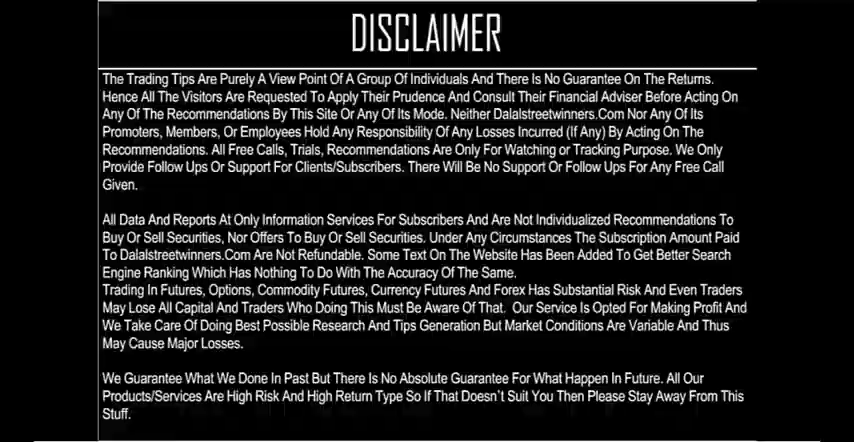 DISCLAIMER
The Trading Tips Are Purely A View Point Of A Group Of Individuals And There Is No Guarantee On The Returns.
Hence All The Visitors Are Requested To Apply Their Prudence And Consult Their Financial Adviser Before Acting On
Any Of The Recommendations By This Site Or Any Of Its Mode. Neither Dalalstreetwinners.Com Nor Any Of Its
Promoters, Members, Or Employees Hold Any Responsibility Of Any Losses Incurred (If Any) By Acting On The
Recommendations. All Free Calls, Trials, Recommendations Are Only For Watching or Tracking Purpose. We Only
Provide Follow Ups Or Support For Clients/Subscribers. There Will Be No Support Or Follow Ups For Any Free Call
Given.
All Data And Reports At Only Information Services For Subscribers And Are Not Individualized Recommendations To
Buy Or Sell Securities, Nor Offers To Buy Or Sell Securities. Under Any Circumstances The Subscription Amount Paid
To Dalalstreetwinners.Com Are Not Refundable. Some Text On The Website Has Been Added To Get Better Search
Engine Ranking Which Has Nothing To Do With The Accuracy Of The Same.
Trading In Futures, Options, Commodity Futures, Currency Futures And Forex Has Substantial Risk And Even Traders
May Lose All Capital And Traders Who Doing This Must Be Aware Of That. Our Service Is Opted For Making Profit And
We Take Care Of Doing Best Possible Research And Tips Generation But Market Conditions Are Variable And Thus
May Cause Major Losses.
We Guarantee What We Done In Past But There Is No Absolute Guarantee For What Happen In Future. All Our
Products/Services Are High Risk And High Return Type So If That Doesn't Suit You Then Please Stay Away From This
Stuff.